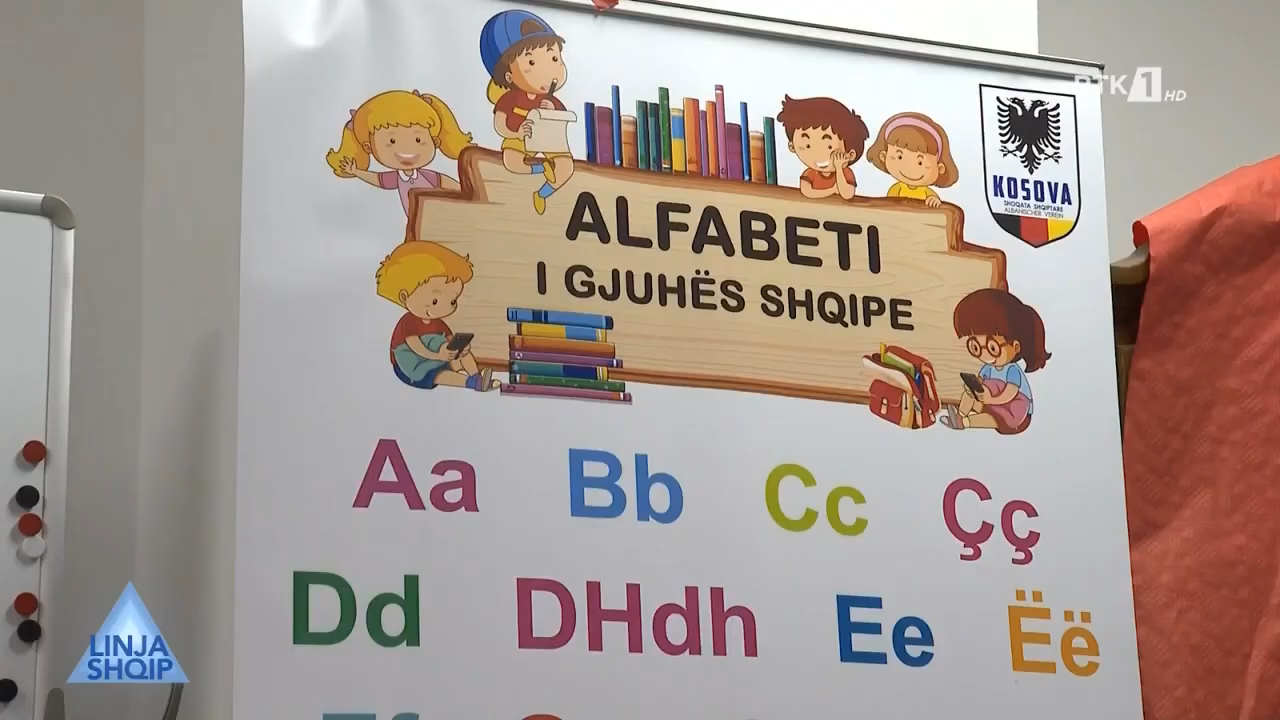 RTK 1 HD
ALFABETI
I GJUHËS SHQIPE
KOSOVA
SHOQATA SHQIPTARE
ALBANISCHER VEREIN
Aa Bb Cc Çç
Dd DHdh Ee Ëë
LINJA
SHQIP